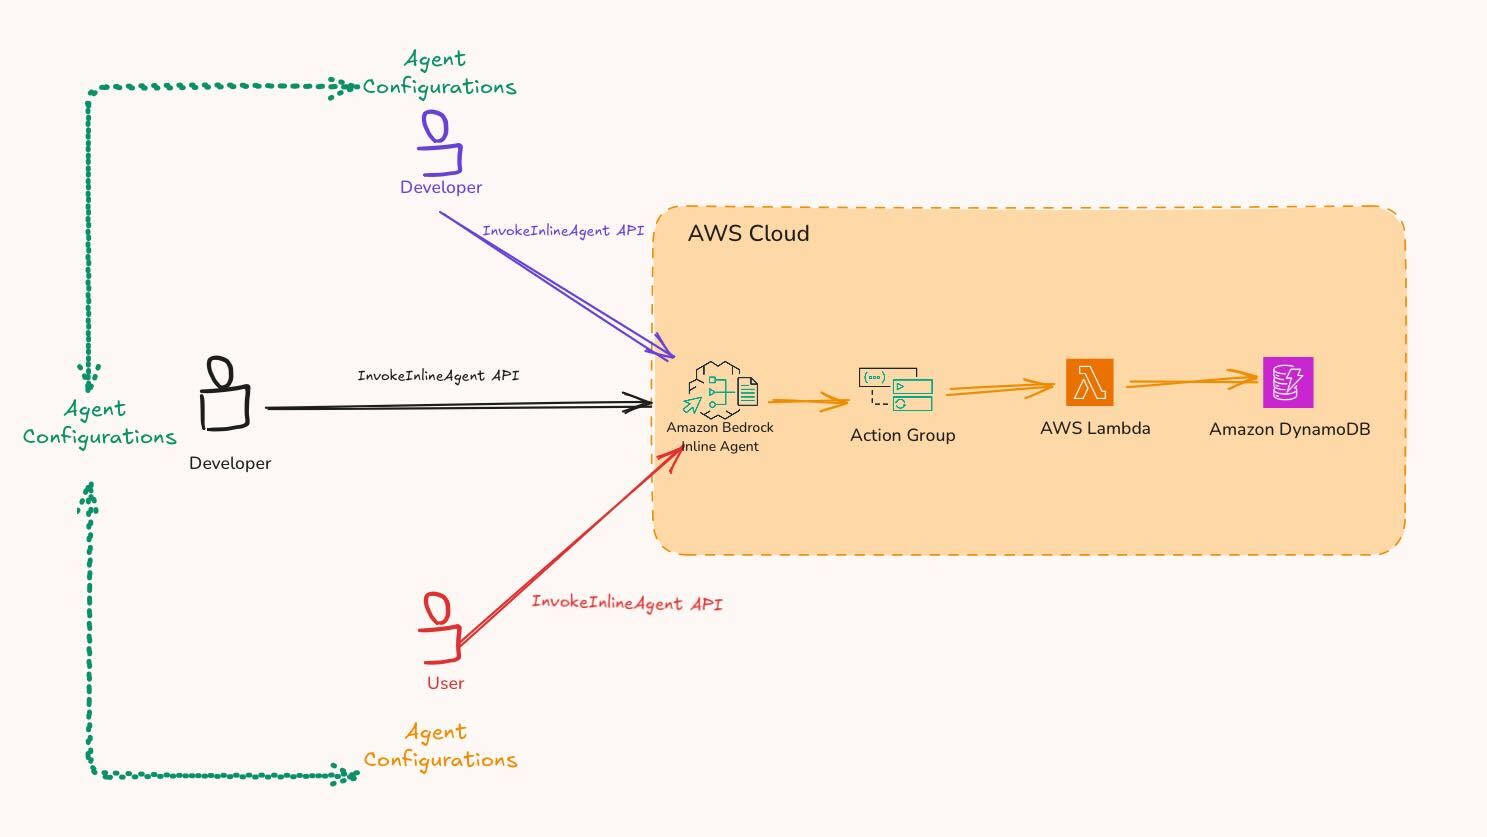 Agent
Configurations
Developer
InvokeInlineAgent API
AWS Cloud
InvokeInlineAgent API
Agent
Configurations
Developer
Amazon Bedrock
Inline Agent
Action Group
AWS Lambda
Amazon DynamoDB
InvokeInlineAgent API
User
Agent
Configurations